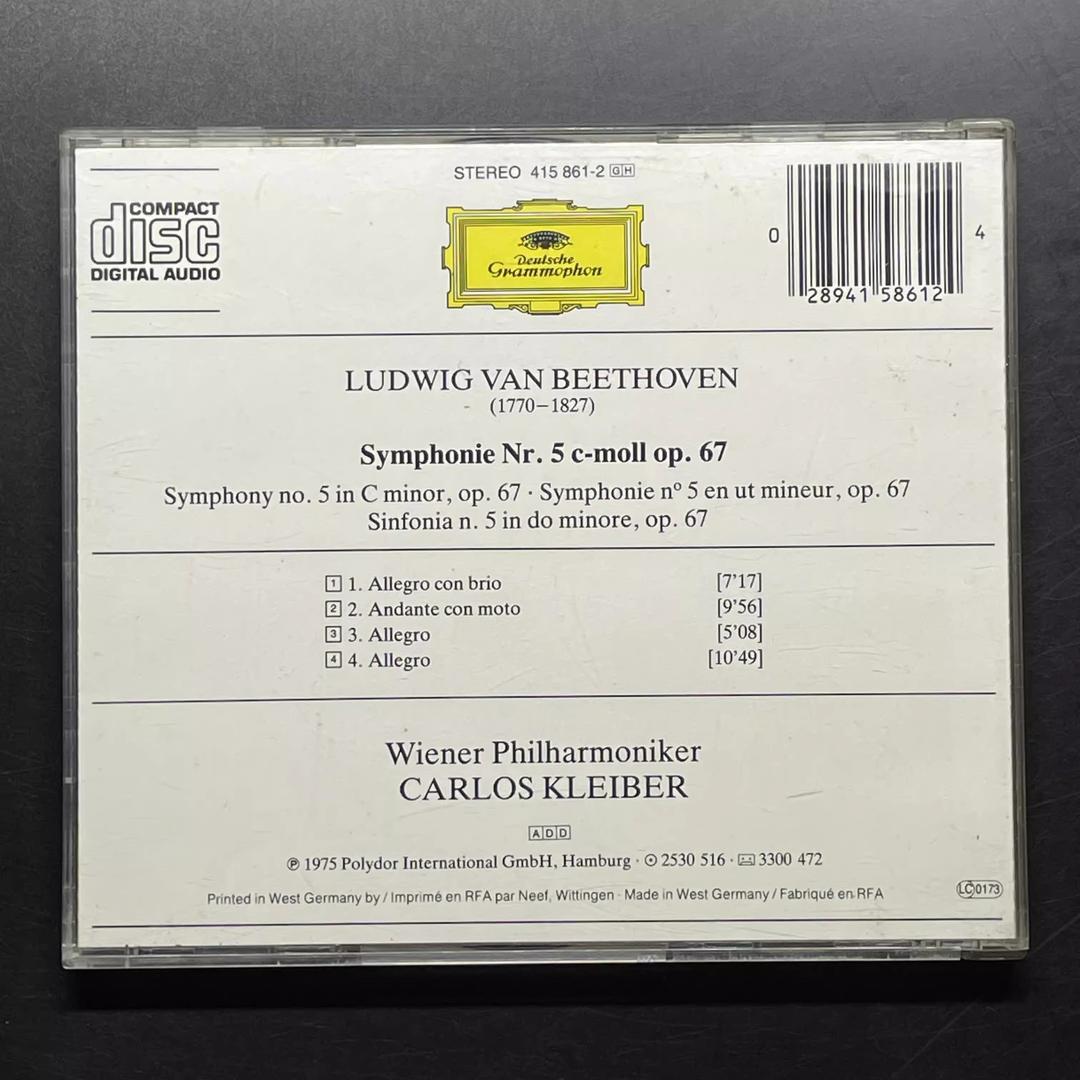 STEREO 415 861-2 GH
COMPACT
disc
DIGITAL AUDIO
Deutsche
Grammophon
0 28941 58612 4
LUDWIG VAN BEETHOVEN
(1770–1827)
Symphonie Nr. 5 c-moll op. 67
Symphony no. 5 in C minor, op. 67 · Symphonie nº 5 en ut mineur, op. 67
Sinfonia n. 5 in do minore, op. 67
1 1. Allegro con brio [7'17]
2 2. Andante con moto [9'56]
3 3. Allegro [5'08]
4 4. Allegro [10'49]
Wiener Philharmoniker
CARLOS KLEIBER
ADD
℗ 1975 Polydor International GmbH, Hamburg · 2530 516 · 3300 472
Printed in West Germany by / Imprimé en RFA par Neef, Wittingen · Made in West Germany / Fabriqué en RFA
LC 0173